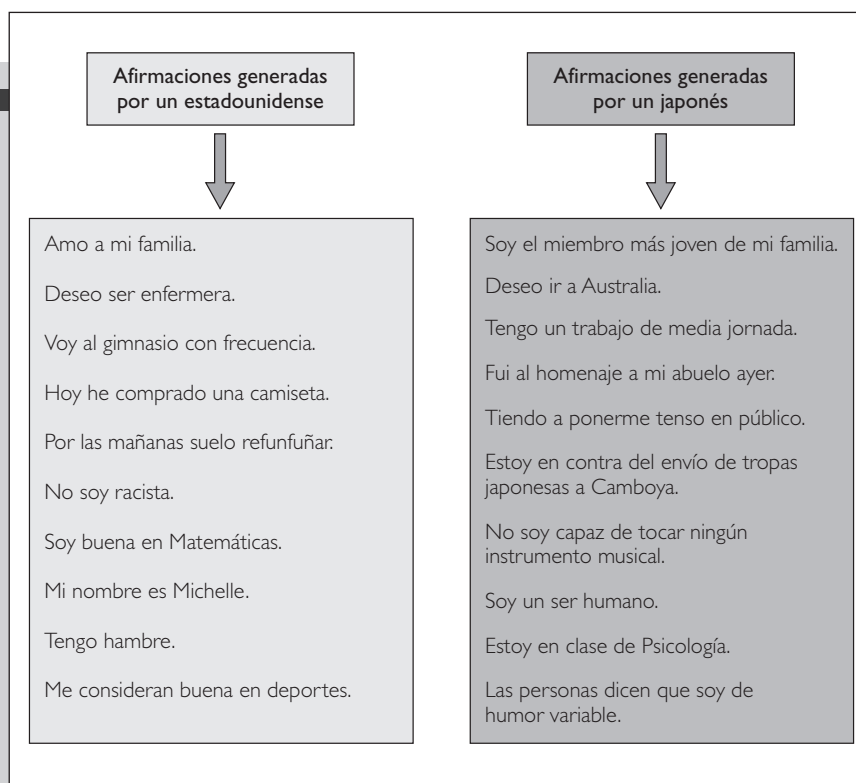 Afirmaciones generadas
por un estadounidense
Amo a mi familia.
Deseo ser enfermera.
Voy al gimnasio con frecuencia.
Hoy he comprado una camiseta.
Por las mañanas suelo refunfuñar.
No soy racista.
Soy buena en Matemáticas.
Mi nombre es Michelle.
Tengo hambre.
Me consideran buena en deportes.
Afirmaciones generadas
por un japonés
Soy el miembro más joven de mi familia.
Deseo ir a Australia.
Tengo un trabajo de media jornada.
Fui al homenaje a mi abuelo ayer.
Tiendo a ponerme tenso en público.
Estoy en contra del envío de tropas
japonesas a Camboya.
No soy capaz de tocar ningún
instrumento musical.
Soy un ser humano.
Estoy en clase de Psicología.
Las personas dicen que soy de
humor variable.